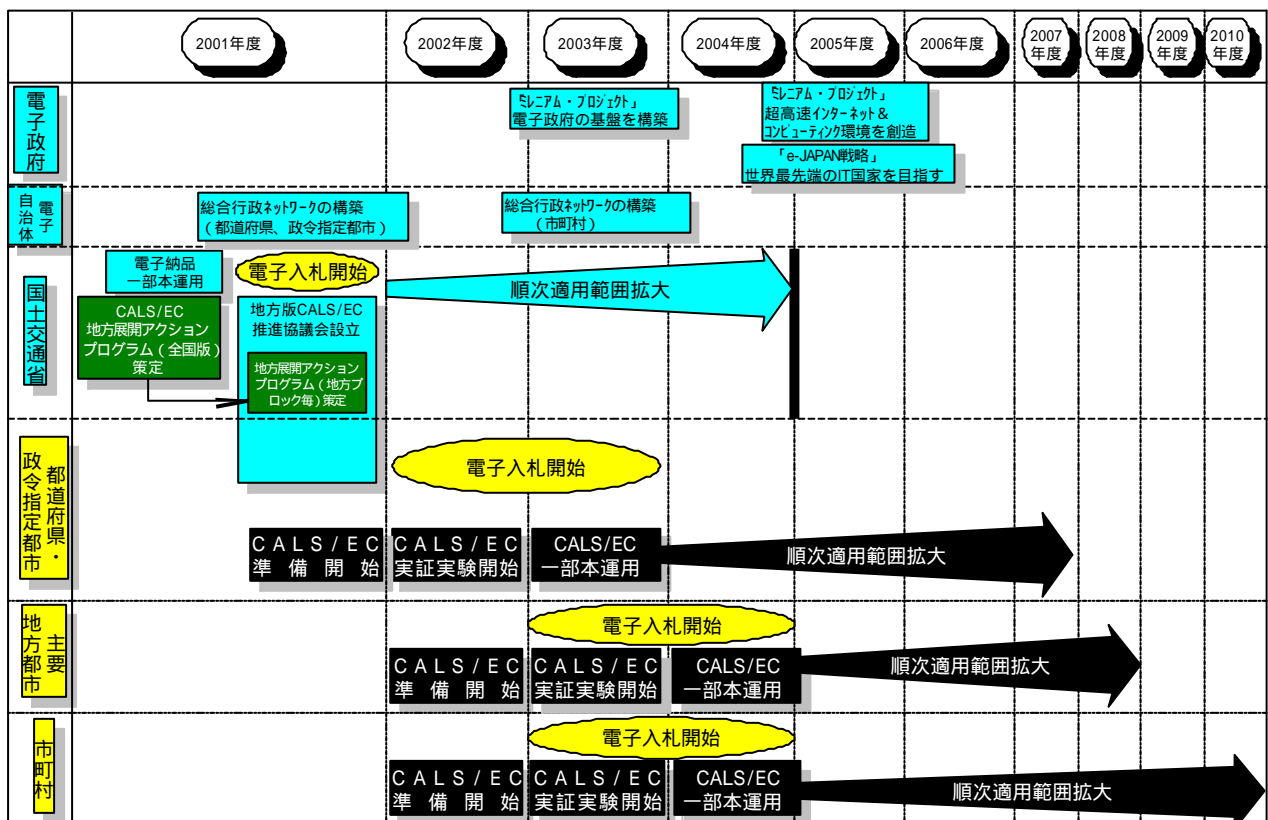 2001年度
2002年度
2003年度
2004年度
2005年度
2006年度
2007
年度
2008
年度
2009
年度
2010
年度
電子政府
ミレニアム・プロジェクト」
電子政府の基盤を構築
ミレニアム・プロジェクト」
超高速インターネット&
コンピューティング環境を創造
「e-JAPAN戦略」
世界最先端のIT国家を目指す
電子
自治体
総合行政ネットワークの構築
(都道府県、政令指定都市)
総合行政ネットワークの構築
(市町村)
国土交通省
電子納品
一部本運用
電子入札開始
順次適用範囲拡大
CALS/EC
地方展開アクション
プログラム(全国版)
策定
地方版CALS/EC
推進協議会設立
地方展開アクション
プログラム(地方ブ
ロック毎)策定
都道府県・
政令指定都市
電子入札開始
CALS/EC
準備開始
CALS/EC
実証実験開始
CALS/EC
一部本運用
順次適用範囲拡大
主要
地方都市
電子入札開始
CALS/EC
準備開始
CALS/EC
実証実験開始
CALS/EC
一部本運用
順次適用範囲拡大
市町村
電子入札開始
CALS/EC
準備開始
CALS/EC
実証実験開始
CALS/EC
一部本運用
順次適用範囲拡大